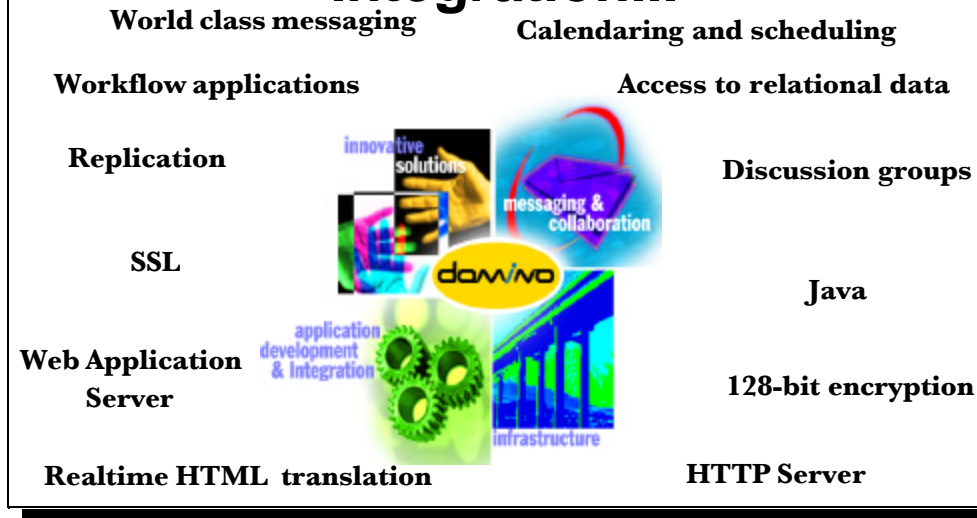 World class messaging
Calendaring and scheduling
Workflow applications
Access to relational data
Replication
innovative
solutions
Discussion groups
messaging &
collaboration
SSL
domino
Java
application
development
& Integration
Web Application
Server
128-bit encryption
infrastructure
Realtime HTML translation
HTTP Server